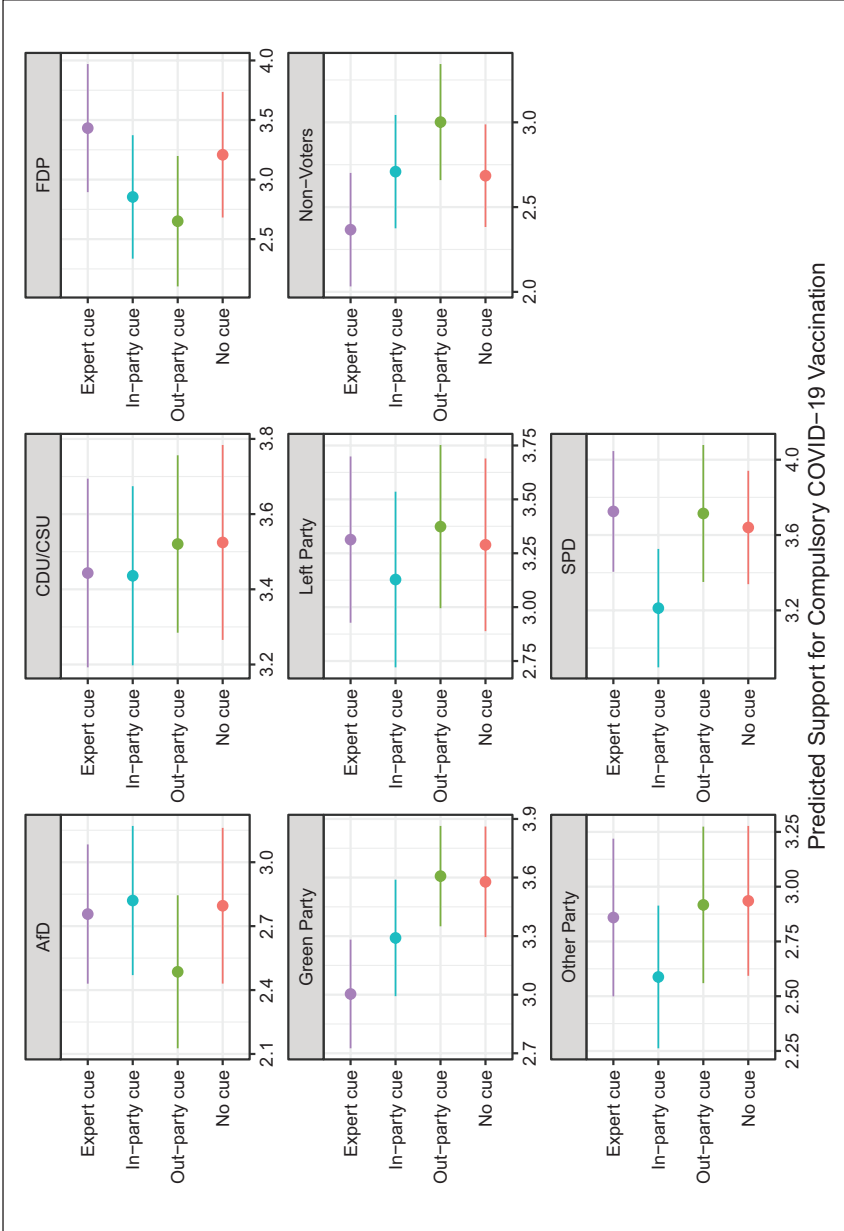 AfD
Expert cue
In−party cue
Out−party cue
No cue
2.1 2.4 2.7 3.0
CDU/CSU
Expert cue
In−party cue
Out−party cue
No cue
3.2 3.4 3.6 3.8
FDP
Expert cue
In−party cue
Out−party cue
No cue
2.5 3.0 3.5 4.0
Green Party
Expert cue
In−party cue
Out−party cue
No cue
2.7 3.0 3.3 3.6 3.9
Left Party
Expert cue
In−party cue
Out−party cue
No cue
2.75 3.00 3.25 3.50 3.75
Non−Voters
Expert cue
In−party cue
Out−party cue
No cue
2.0 2.5 3.0
Other Party
Expert cue
In−party cue
Out−party cue
No cue
2.25 2.50 2.75 3.00 3.25
SPD
Expert cue
In−party cue
Out−party cue
No cue
3.2 3.6 4.0
Predicted Support for Compulsory COVID−19 Vaccination